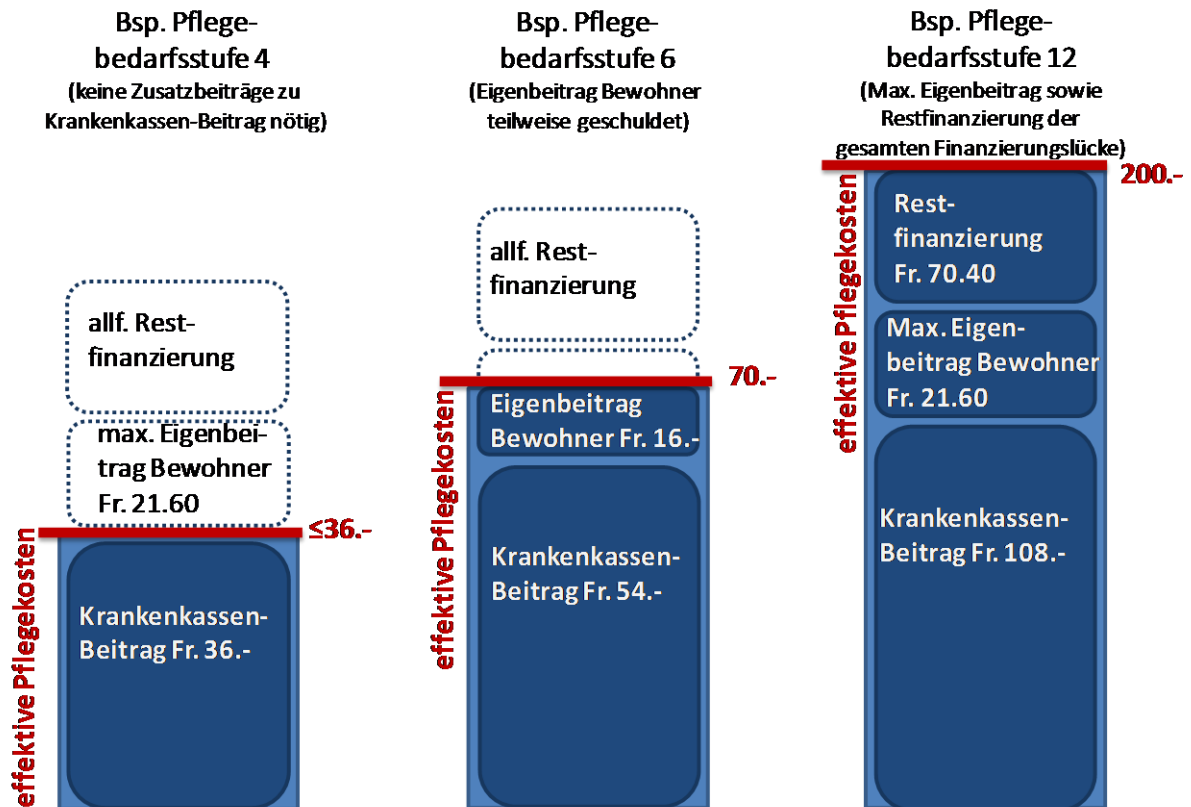 Bsp. Pflege-
bedarfsstufe 4
(keine Zusatzbeiträge zu
Krankenkassen-Beitrag nötig)
allf. Rest-
finanzierung
max. Eigenbei-
trag Bewohner
Fr. 21.60
≤36.-
effektive Pflegekosten
Krankenkassen-
Beitrag Fr. 36.-
Bsp. Pflege-
bedarfsstufe 6
(Eigenbeitrag Bewohner
teilweise geschuldet)
allf. Rest-
finanzierung
70.-
effektive Pflegekosten
Eigenbeitrag
Bewohner Fr. 16.-
Krankenkassen-
Beitrag Fr. 54.-
Bsp. Pflege-
bedarfsstufe 12
(Max. Eigenbeitrag sowie
Restfinanzierung der
gesamten Finanzierungslücke)
200.-
effektive Pflegekosten
Rest-
finanzierung
Fr. 70.40
Max. Eigen-
beitrag Bewohner
Fr. 21.60
Krankenkassen-
Beitrag Fr. 108.-